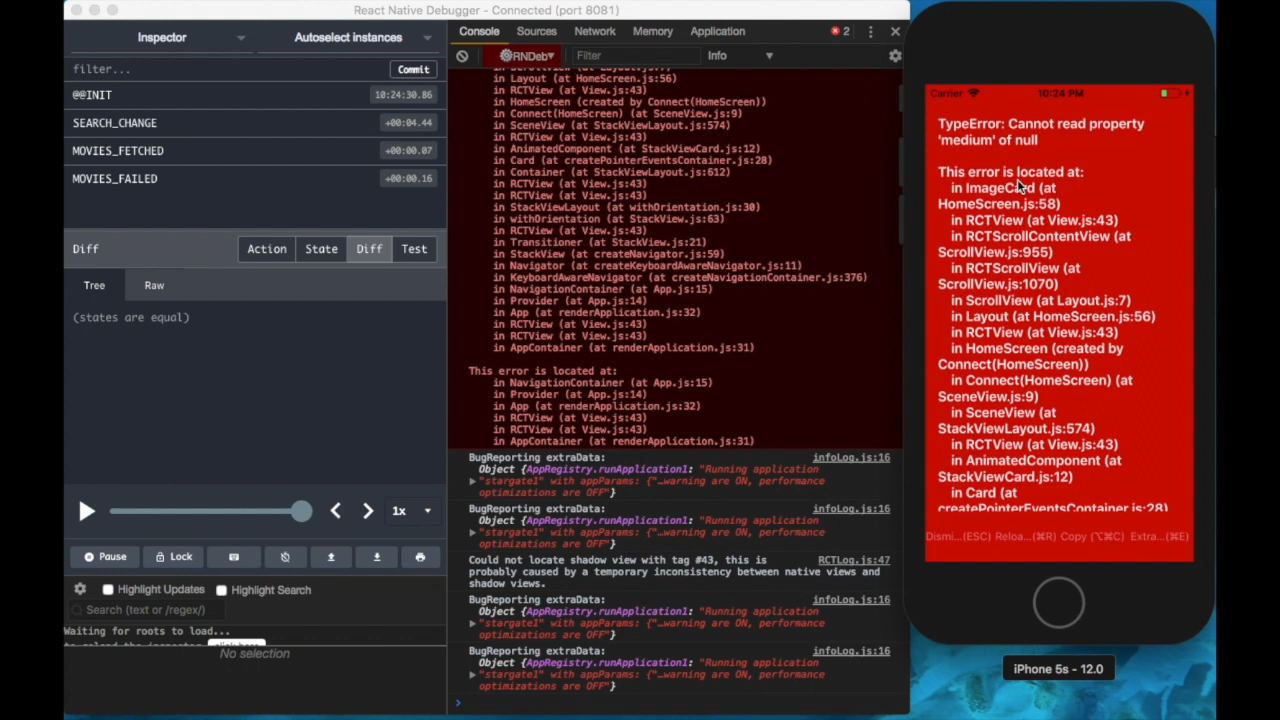 React Native Debugger - Connected (port 8081)
Inspector
Autoselect instances
filter...
Commit
@@INIT
10:24:30.86
SEARCH_CHANGE
+00:04.44
MOVIES_FETCHED
+00:00.07
MOVIES_FAILED
+00:00.16
Diff
Action
State
Diff
Test
Tree
Raw
(states are equal)
1x
Pause
Lock
Highlight Updates
Highlight Search
Search (text or /regex/)
Waiting for roots to load...
to reload the inspector
No selection
Console
Sources
Network
Memory
Application
2
RNDeb
Filter
Info
in ScrollView (at Layout.js:7)
in Layout (at HomeScreen.js:56)
in RCTView (at View.js:43)
in HomeScreen (created by Connect(HomeScreen))
in Connect(HomeScreen) (at SceneView.js:9)
in SceneView (at StackViewLayout.js:574)
in RCTView (at View.js:43)
in AnimatedComponent (at StackViewCard.js:12)
in Card (at createPointerEventsContainer.js:28)
in Container (at StackViewLayout.js:612)
in RCTView (at View.js:43)
in RCTView (at View.js:43)
in StackViewLayout (at withOrientation.js:30)
in withOrientation (at StackView.js:63)
in RCTView (at View.js:43)
in Transitioner (at StackView.js:21)
in StackView (at createNavigator.js:59)
in Navigator (at createKeyboardAwareNavigator.js:11)
in KeyboardAwareNavigator (at createNavigationContainer.js:376)
in NavigationContainer (at App.js:15)
in Provider (at App.js:14)
in App (at renderApplication.js:32)
in RCTView (at View.js:43)
in RCTView (at View.js:43)
in AppContainer (at renderApplication.js:31)
This error is located at:
in NavigationContainer (at App.js:15)
in Provider (at App.js:14)
in App (at renderApplication.js:32)
in RCTView (at View.js:43)
in RCTView (at View.js:43)
in AppContainer (at renderApplication.js:31)
BugReporting extraData: infoLog.js:16
Object {AppRegistry.runApplication1: "Running application
"stargate1" with appParams: {"…warning are ON, performance
optimizations are OFF"}
BugReporting extraData: infoLog.js:16
Object {AppRegistry.runApplication1: "Running application
"stargate1" with appParams: {"…warning are ON, performance
optimizations are OFF"}
Could not locate shadow view with tag #43, this is RCTLog.js:47
probably caused by a temporary inconsistency between native views and
shadow views.
BugReporting extraData: infoLog.js:16
Object {AppRegistry.runApplication1: "Running application
"stargate1" with appParams: {"…warning are ON, performance
optimizations are OFF"}
BugReporting extraData: infoLog.js:16
Object {AppRegistry.runApplication1: "Running application
"stargate1" with appParams: {"…warning are ON, performance
optimizations are OFF"}
Carrier
10:24 PM
TypeError: Cannot read property
'medium' of null
This error is located at:
in ImageCard (at
HomeScreen.js:58)
in RCTView (at View.js:43)
in RCTScrollContentView (at
ScrollView.js:955)
in RCTScrollView (at
ScrollView.js:1070)
in ScrollView (at Layout.js:7)
in Layout (at HomeScreen.js:56)
in RCTView (at View.js:43)
in HomeScreen (created by
Connect(HomeScreen))
in Connect(HomeScreen) (at
SceneView.js:9)
in SceneView (at
StackViewLayout.js:574)
in RCTView (at View.js:43)
in AnimatedComponent (at
StackViewCard.js:12)
in Card (at
createPointerEventsContainer.js:28)
Dismi...(ESC) Reloa...(⌘R) Copy (⌥⌘C) Extra...(⌘E)
iPhone 5s - 12.0